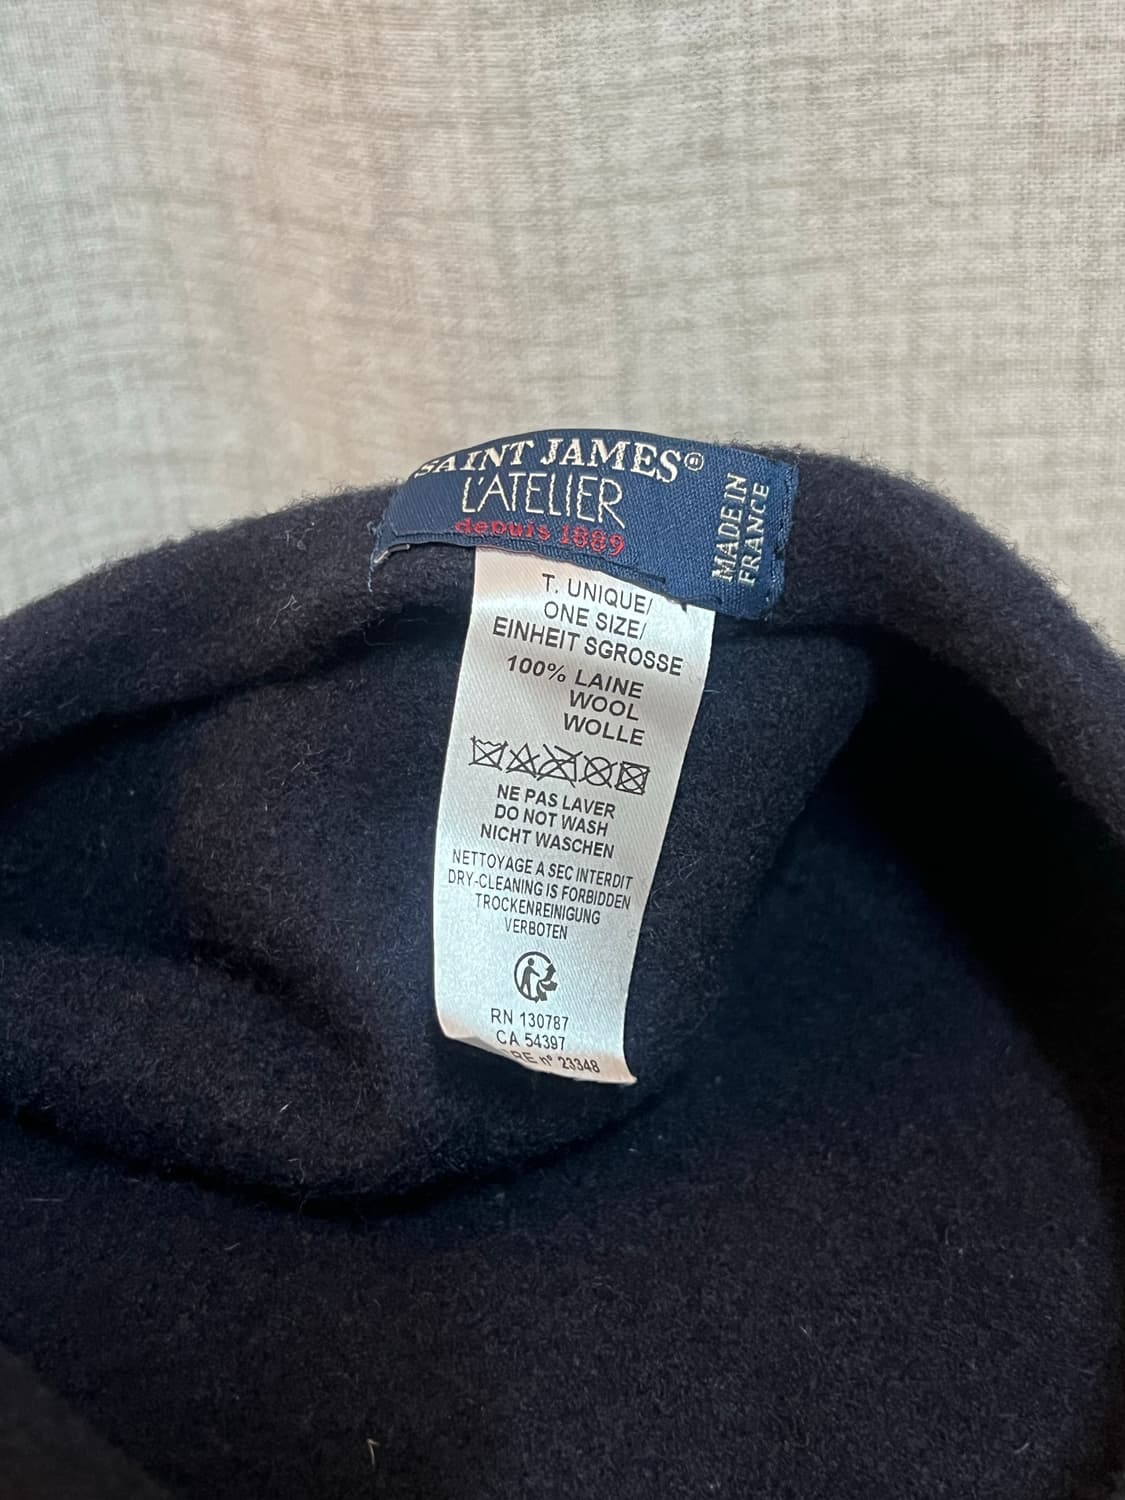 SAINT JAMES®
L'ATELIER
depuis 1889
MADE IN
FRANCE
T. UNIQUE/
ONE SIZE/
EINHEIT SGROSSE
100% LAINE
WOOL
WOLLE
NE PAS LAVER
DO NOT WASH
NICHT WASCHEN
NETTOYAGE A SEC INTERDIT
DRY-CLEANING IS FORBIDDEN
TROCKENREINIGUNG
VERBOTEN
RN 130787
CA 54397
n° 23348